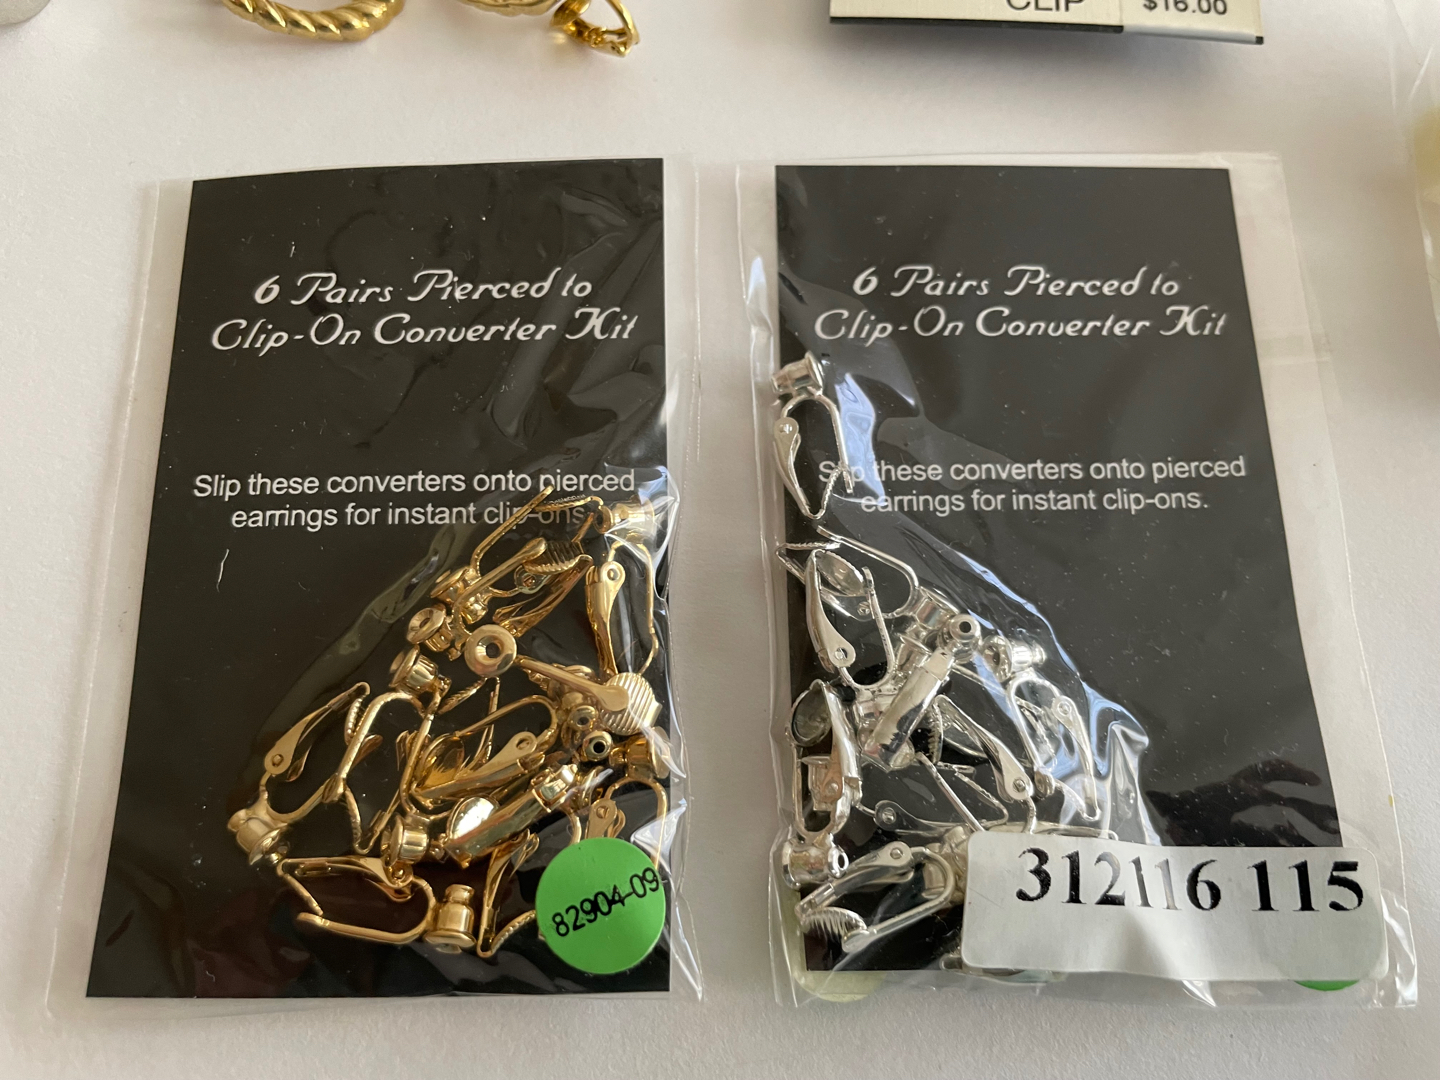 CLIP $16.00
6 Pairs Pierced to
Clip-On Converter Kit
Slip these converters onto pierced
earrings for instant clip-ons.
82904-09
6 Pairs Pierced to
Clip-On Converter Kit
Slip these converters onto pierced
earrings for instant clip-ons.
312116 115